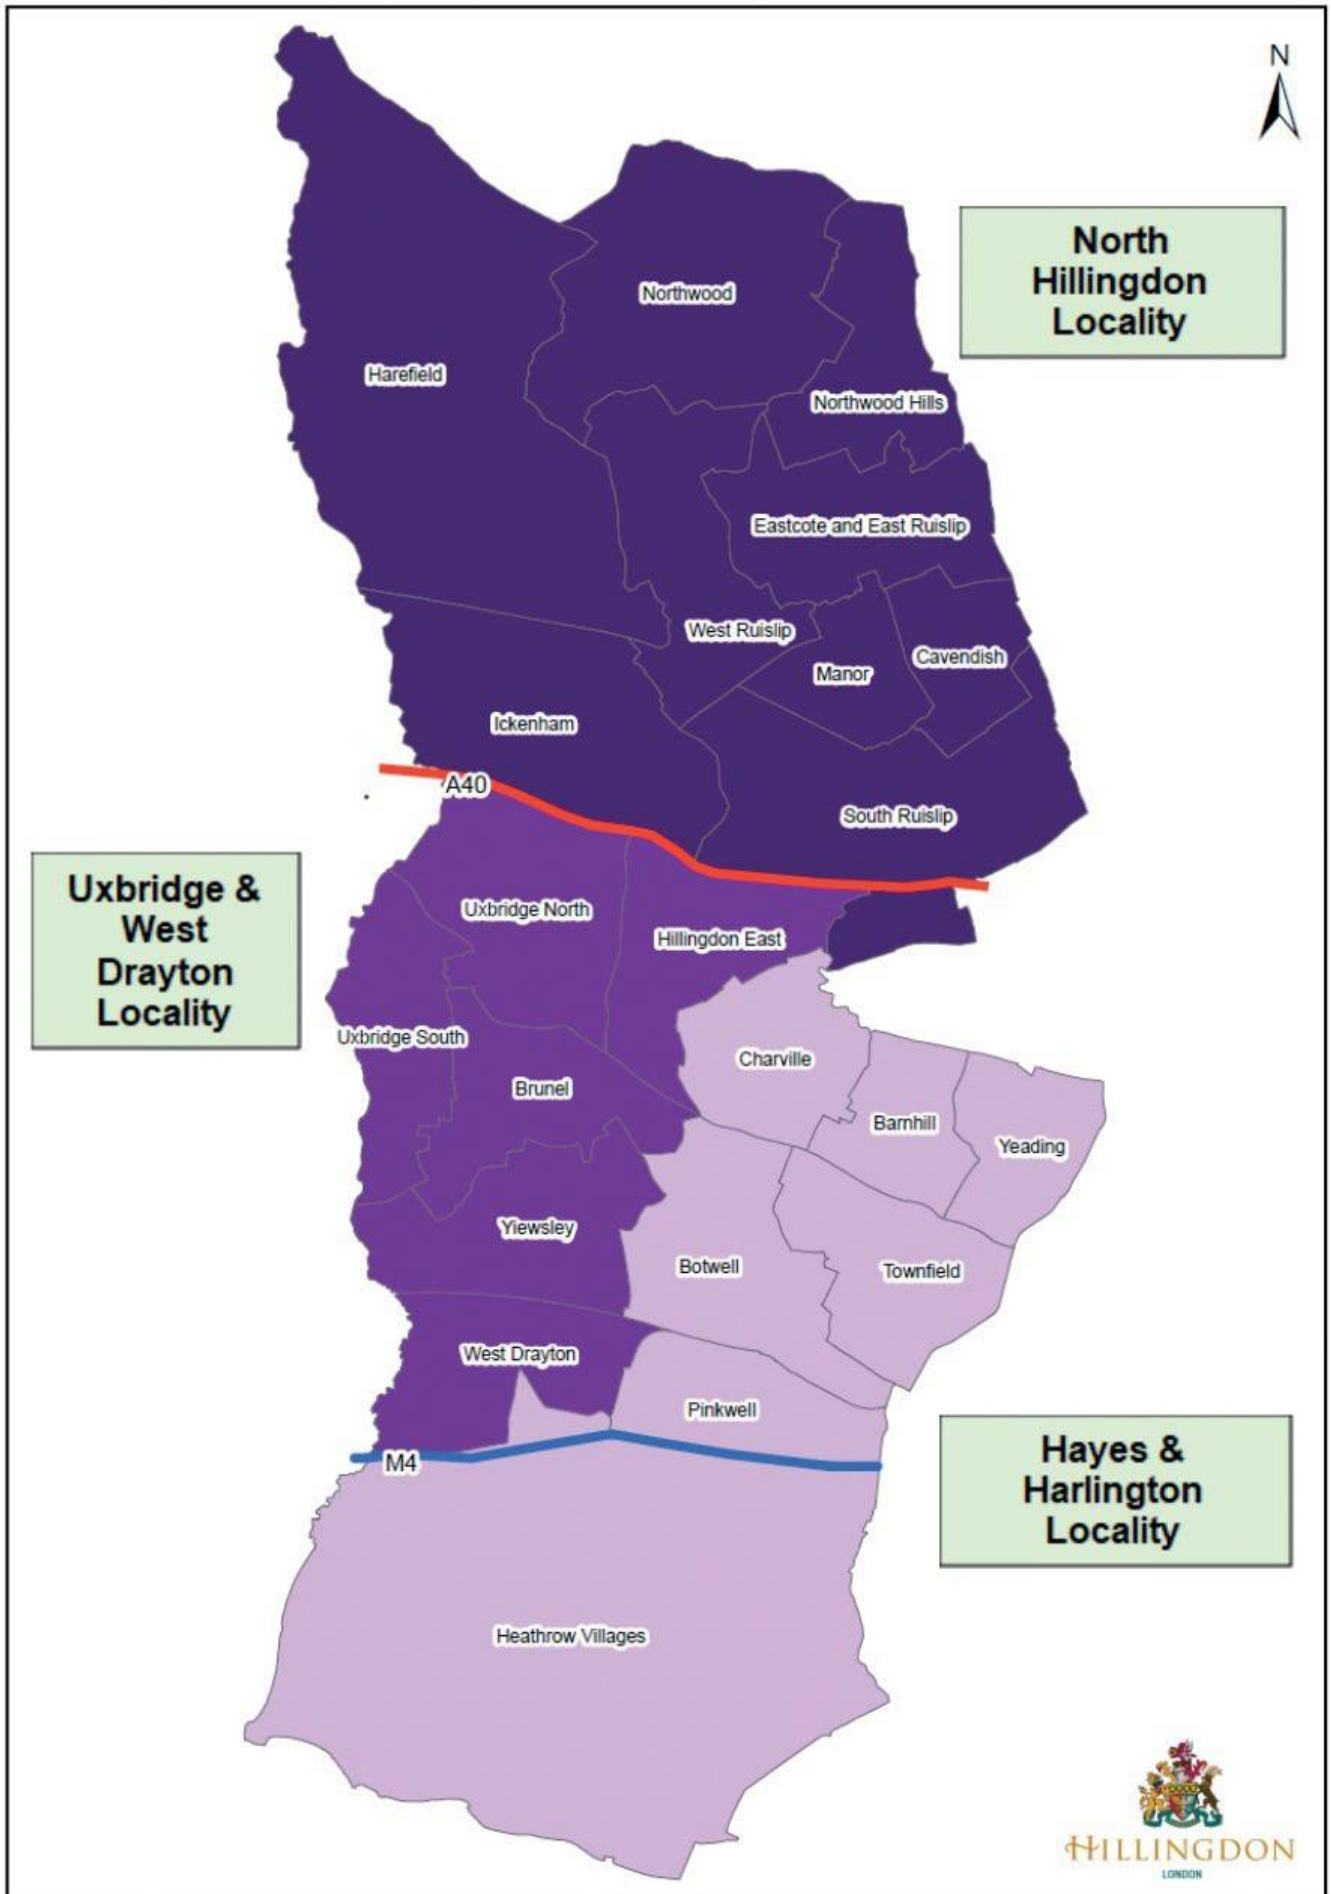 N
North
Hillingdon
Locality
Northwood
Harefield
Northwood Hills
Eastcote and East Ruislip
West Ruislip
Cavendish
Manor
Ickenham
A40
South Ruislip
Uxbridge &
West
Drayton
Locality
Uxbridge North
Hillingdon East
Uxbridge South
Charville
Brunel
Barnhill
Yeading
Yiewsley
Botwell
Townfield
West Drayton
Pinkwell
M4
Hayes &
Harlington
Locality
Heathrow Villages
HILLINGDON
LONDON